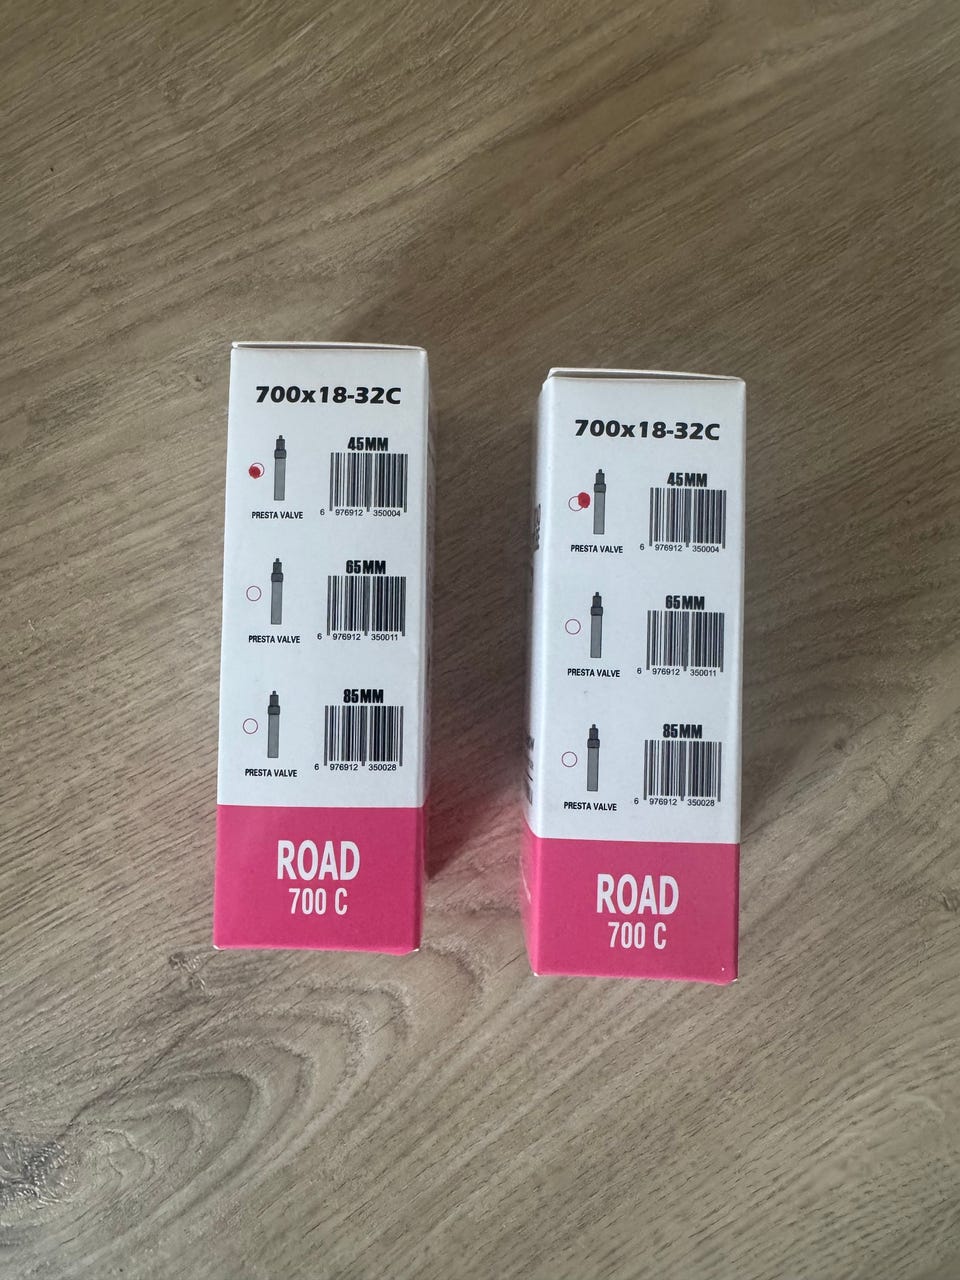 700x18-32C
45MM
6 976912 350004
PRESTA VALVE
65MM
6 976912 350011
PRESTA VALVE
85MM
6 976912 350028
PRESTA VALVE
ROAD
700 C
700x18-32C
45MM
6 976912 350004
PRESTA VALVE
65MM
6 976912 350011
PRESTA VALVE
85MM
6 976912 350028
PRESTA VALVE
ROAD
700 C